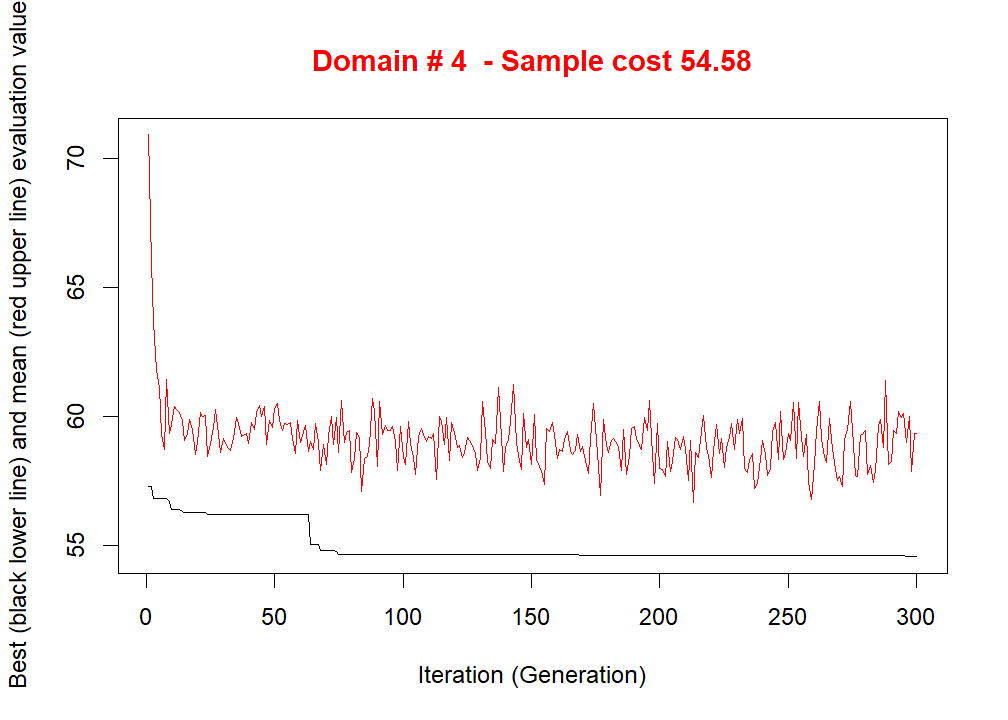 Domain # 4  - Sample cost 54.58
Best (black lower line) and mean (red upper line) evaluation value
70
65
60
55
0 50 100 150 200 250 300
Iteration (Generation)